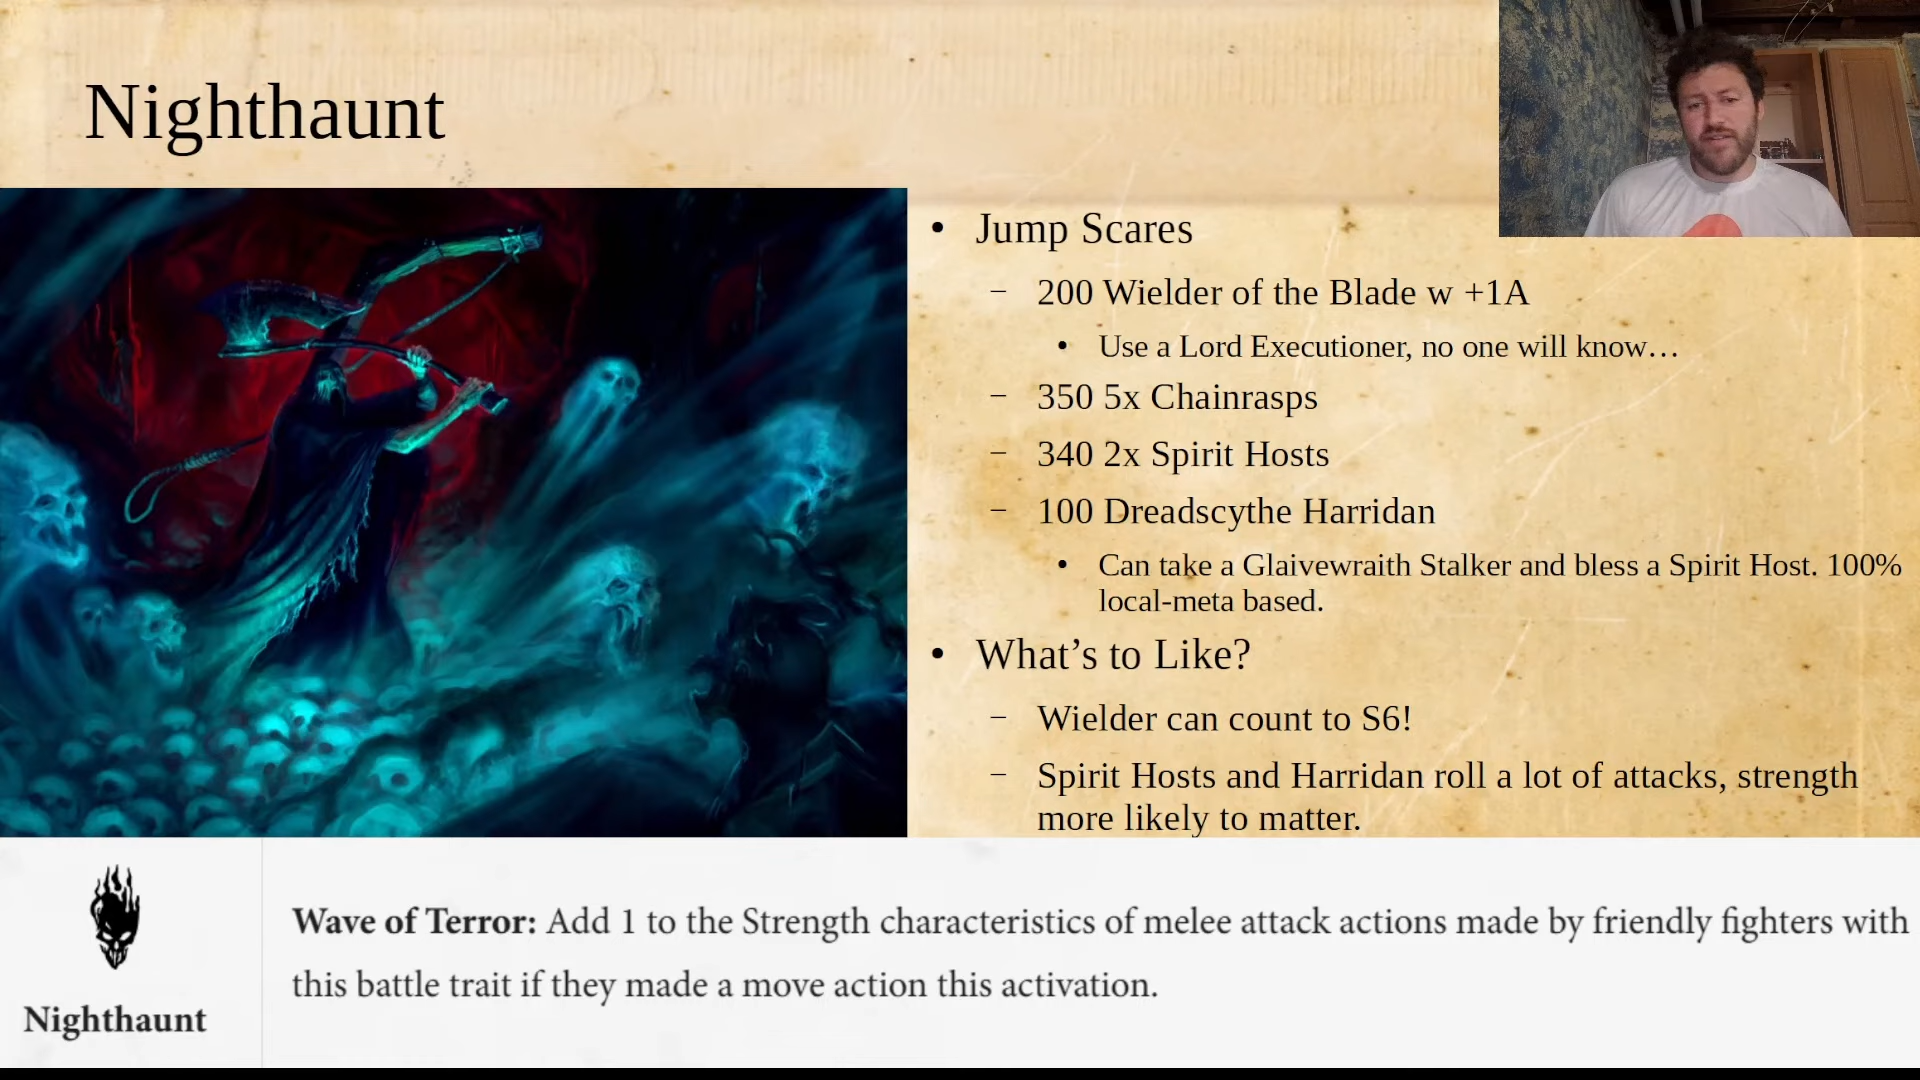 Nighthaunt
• Jump Scares
– 200 Wielder of the Blade w +1A
• Use a Lord Executioner, no one will know…
– 350 5x Chainrasps
– 340 2x Spirit Hosts
– 100 Dreadscythe Harridan
• Can take a Glaivewraith Stalker and bless a Spirit Host. 100%
local-meta based.
• What’s to Like?
– Wielder can count to S6!
– Spirit Hosts and Harridan roll a lot of attacks, strength
more likely to matter.
Wave of Terror: Add 1 to the Strength characteristics of melee attack actions made by friendly fighters with
this battle trait if they made a move action this activation.
Nighthaunt